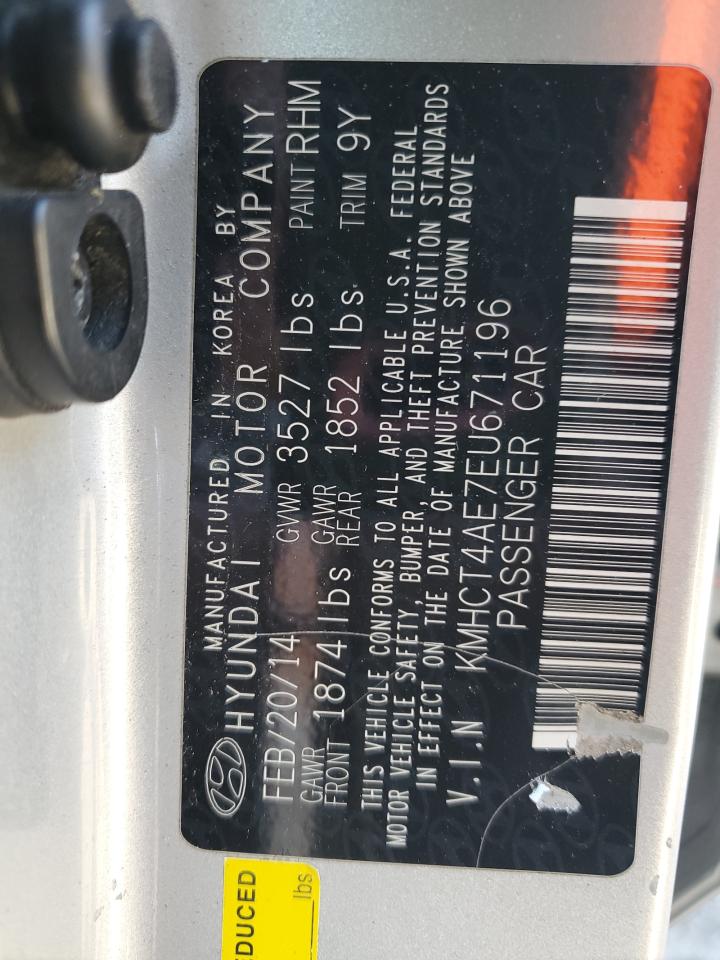 MANUFACTURED IN KOREA BY
HYUNDAI MOTOR COMPANY
FEB/20/14 GVWR 3527 lbs PAINT RHM
GAWR FRONT 1874 lbs GAWR REAR 1852 lbs TRIM 9Y
THIS VEHICLE CONFORMS TO ALL APPLICABLE U.S.A. FEDERAL
MOTOR VEHICLE SAFETY, BUMPER, AND THEFT PREVENTION STANDARDS
IN EFFECT ON THE DATE OF MANUFACTURE SHOWN ABOVE
V.I.N KMHCT4AE7EU671196
PASSENGER CAR
lbs